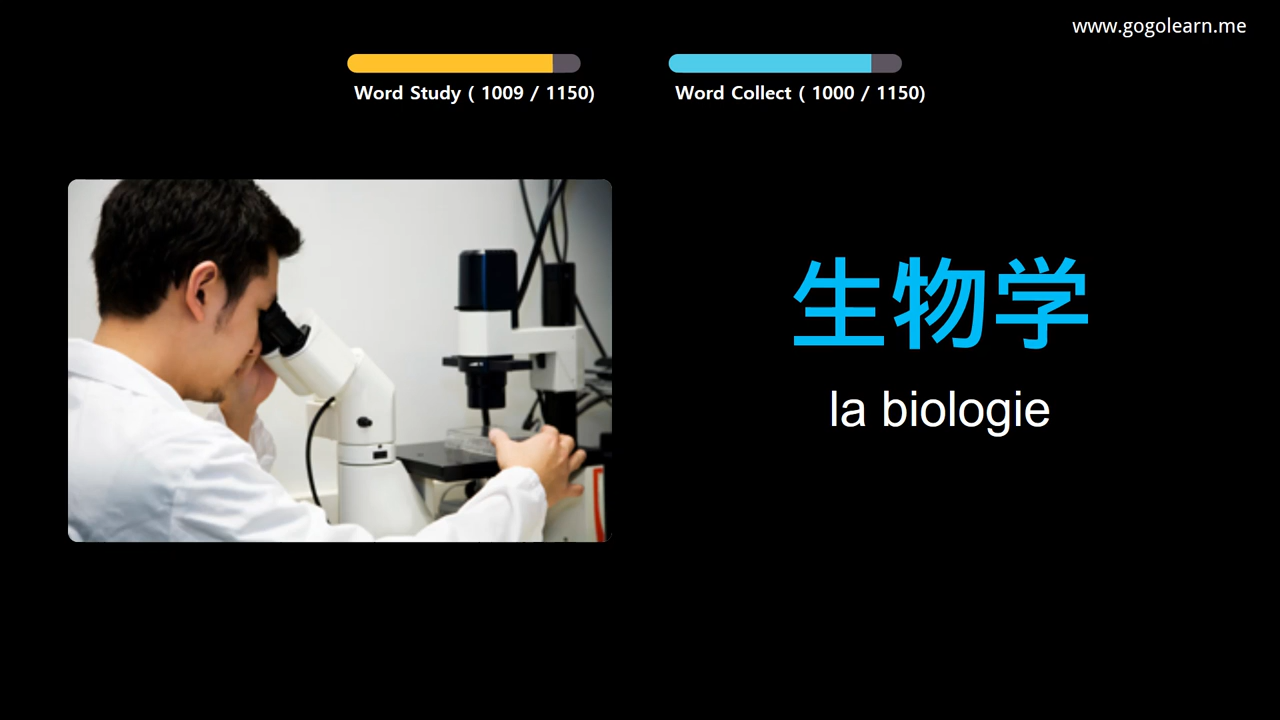 www.gogolearn.me
Word Study ( 1009 / 1150)
Word Collect ( 1000 / 1150)
生物学
la biologie